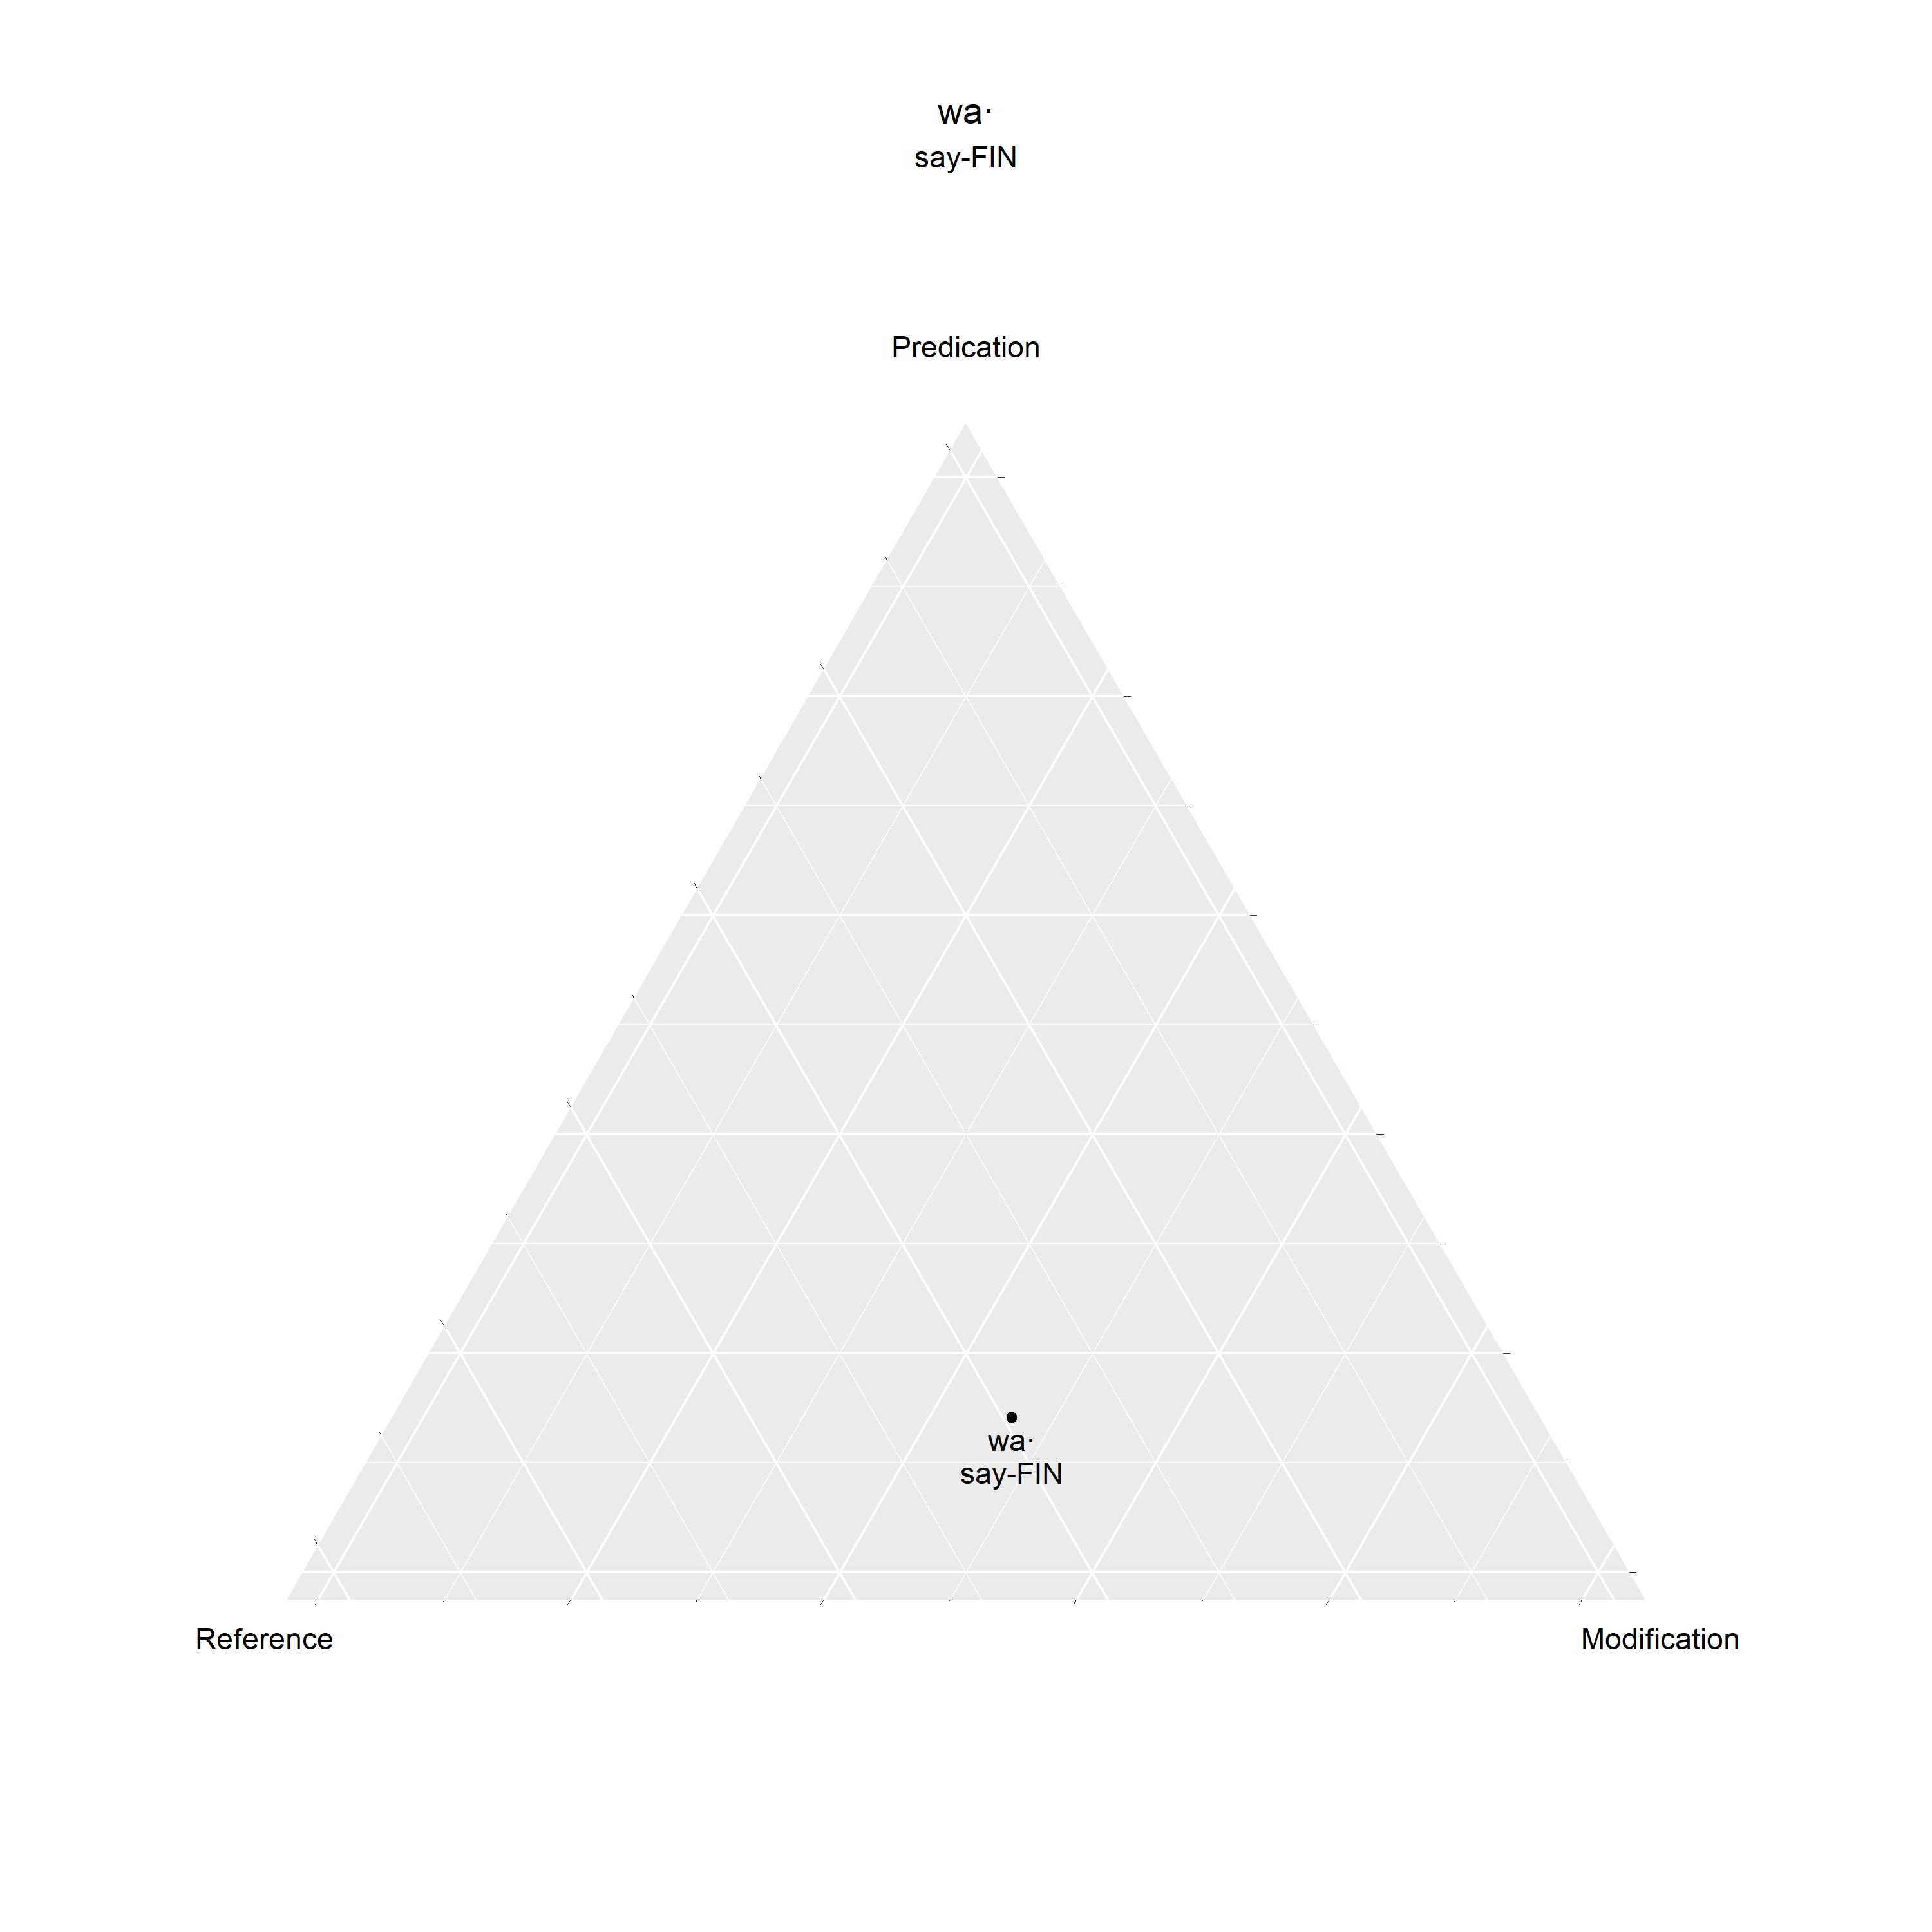 wa·
say-FIN
Predication
wa·
say-FIN
Reference
Modification